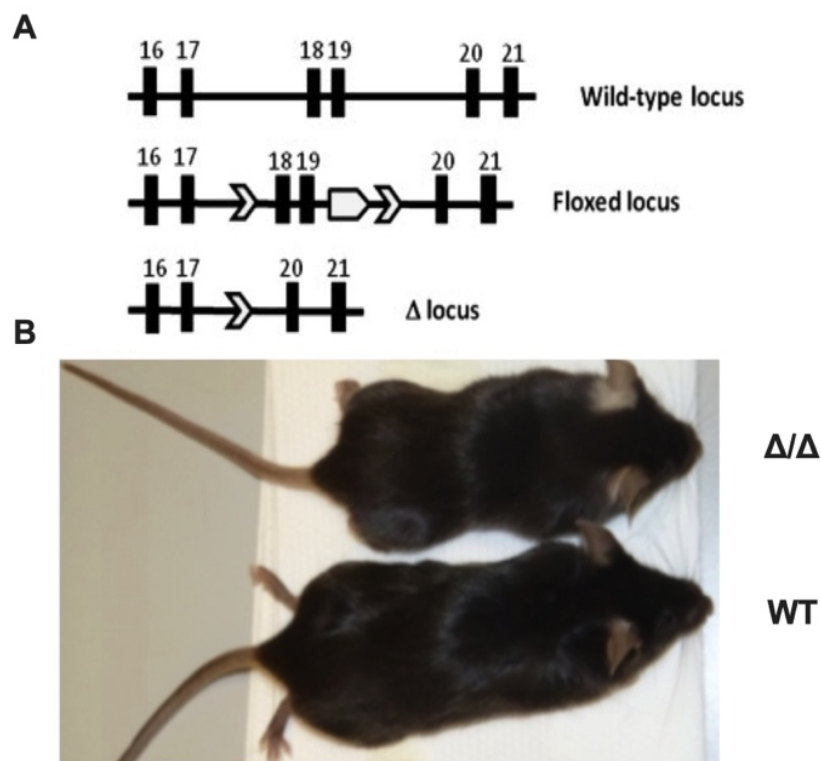 A
16 17 18 19 20 21
Wild-type locus
16 17 18 19 20 21
Floxed locus
16 17 20 21
Δ locus
B
Δ/Δ
WT